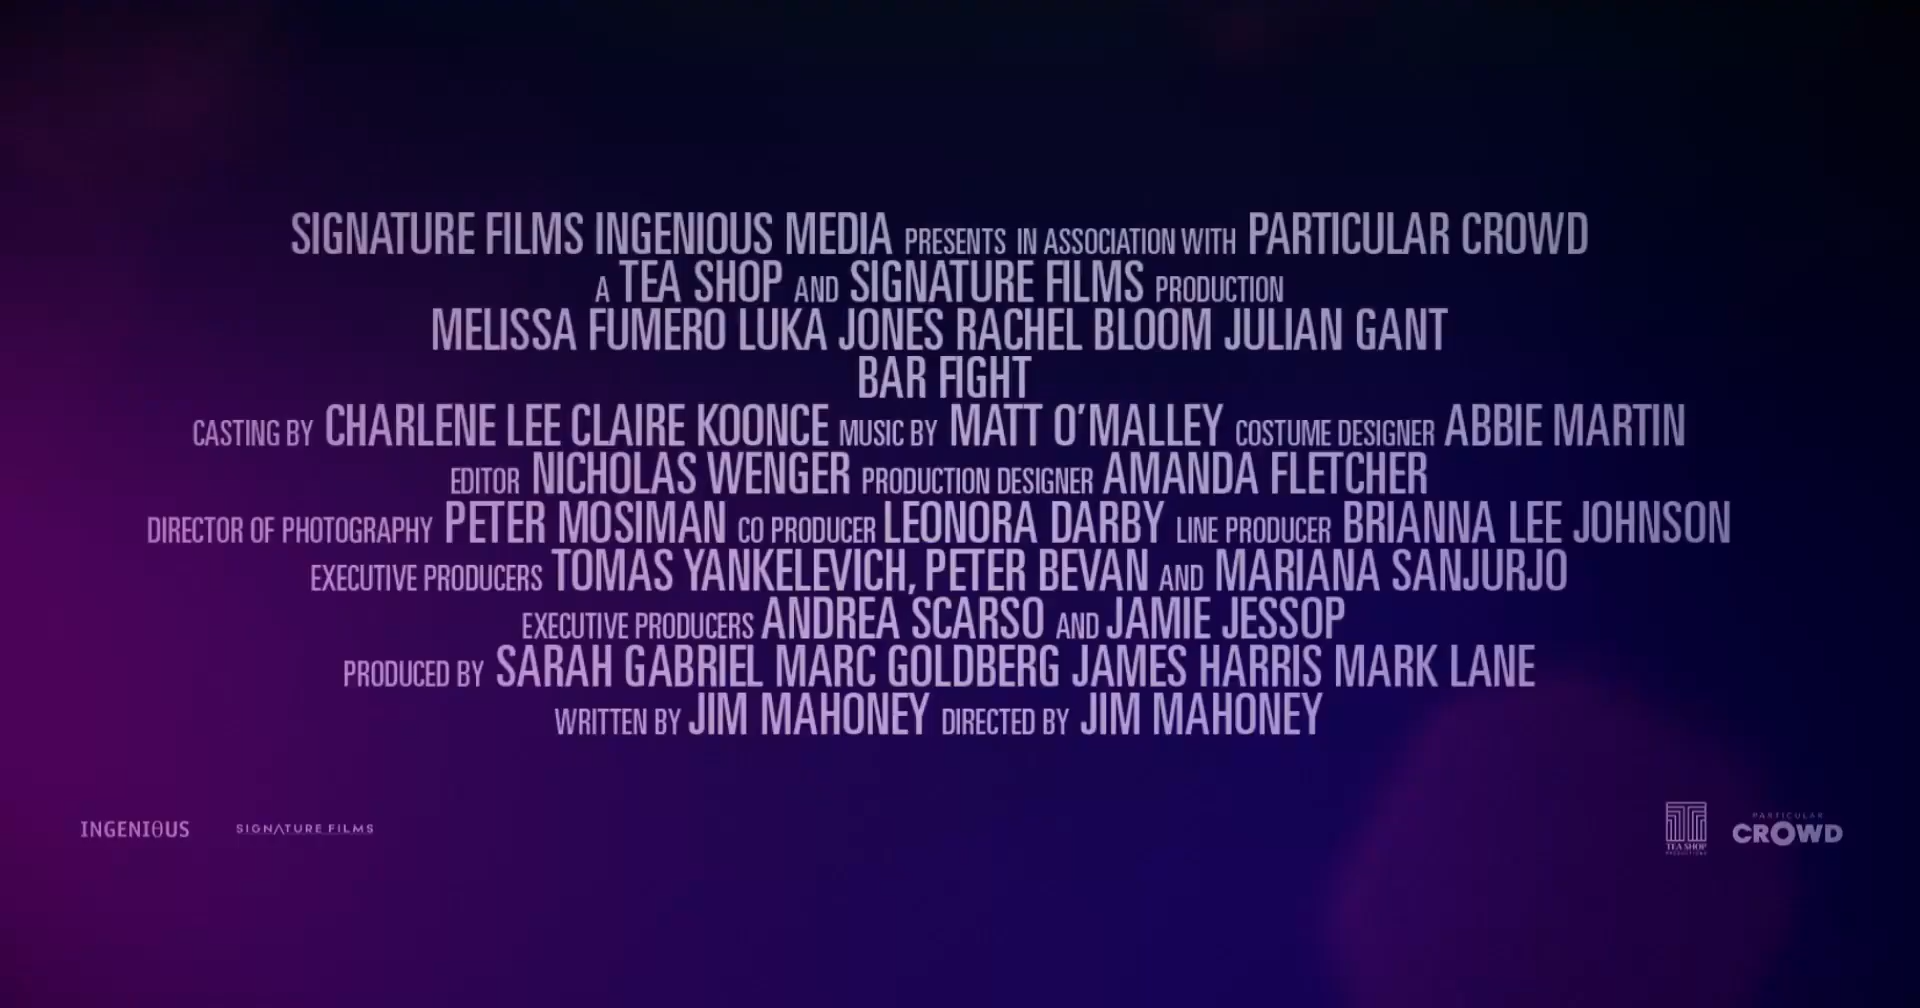 SIGNATURE FILMS INGENIOUS MEDIA PRESENTS IN ASSOCIATION WITH PARTICULAR CROWD
A TEA SHOP AND SIGNATURE FILMS PRODUCTION
MELISSA FUMERO LUKA JONES RACHEL BLOOM JULIAN GANT
BAR FIGHT
CASTING BY CHARLENE LEE CLAIRE KOONCE MUSIC BY MATT O'MALLEY COSTUME DESIGNER ABBIE MARTIN
EDITOR NICHOLAS WENGER PRODUCTION DESIGNER AMANDA FLETCHER
DIRECTOR OF PHOTOGRAPHY PETER MOSIMAN CO PRODUCER LEONORA DARBY LINE PRODUCER BRIANNA LEE JOHNSON
EXECUTIVE PRODUCERS TOMAS YANKELEVICH, PETER BEVAN AND MARIANA SANJURJO
EXECUTIVE PRODUCERS ANDREA SCARSO AND JAMIE JESSOP
PRODUCED BY SARAH GABRIEL MARC GOLDBERG JAMES HARRIS MARK LANE
WRITTEN BY JIM MAHONEY DIRECTED BY JIM MAHONEY
INGENIOUS
SIGNATURE FILMS
TEA SHOP
PRODUCTIONS
PARTICULAR
CROWD